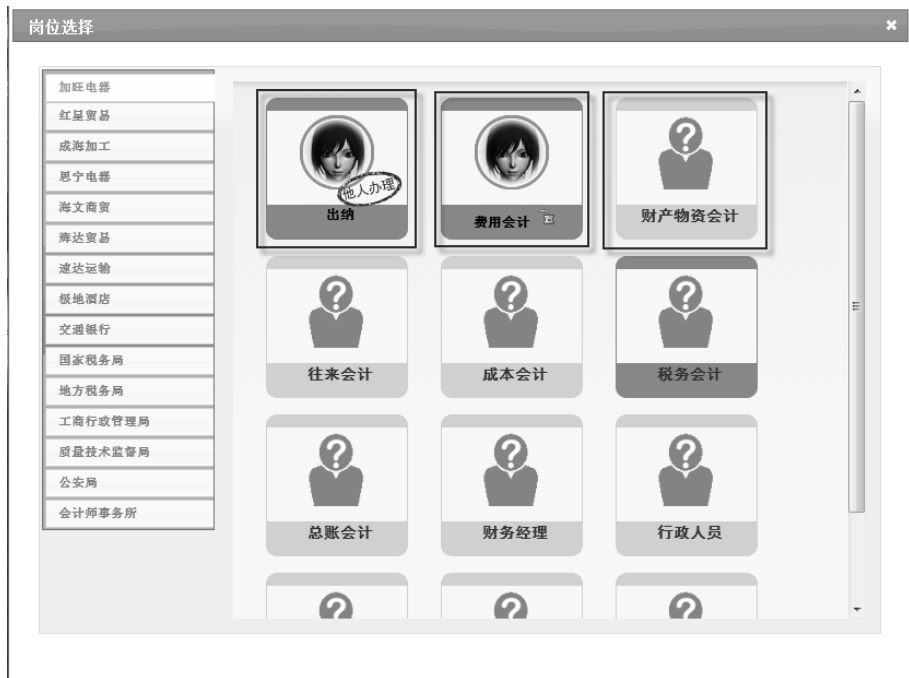 岗位选择
加旺电器
红星贸易
成海加工
思宁电器
海文商贸
辉达贸易
速达运输
极地酒店
交通银行
国家税务局
地方税务局
工商行政管理局
质量技术监督局
公安局
会计师事务所
他人办理
出纳
费用会计
财产物资会计
往来会计
成本会计
税务会计
总账会计
财务经理
行政人员